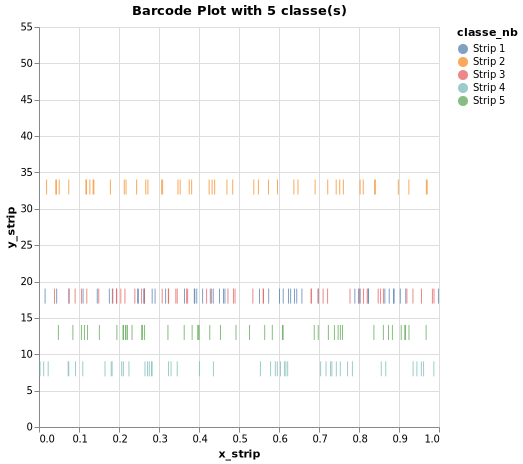 Barcode Plot with 5 classe(s)
classe_nb
Strip 1
Strip 2
Strip 3
Strip 4
Strip 5
y_strip
55
50
45
40
35
30
25
20
15
10
5
0
0.0 0.1 0.2 0.3 0.4 0.5 0.6 0.7 0.8 0.9 1.0
x_strip